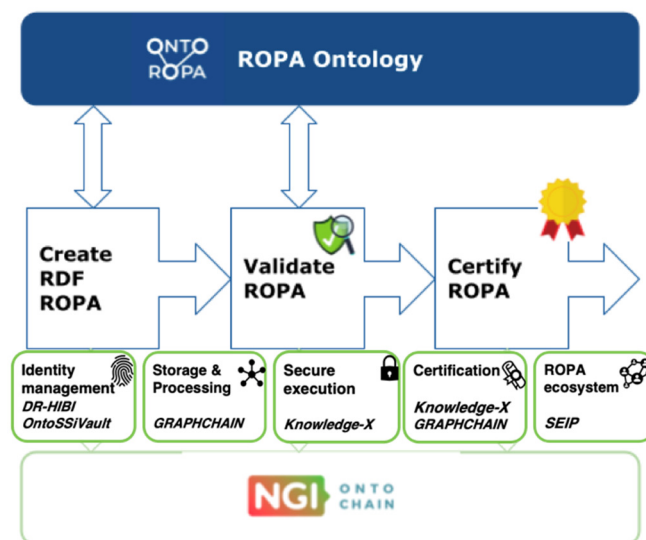 ONTO
ROPA
ROPA Ontology
Create
RDF
ROPA
Validate
ROPA
Certify
ROPA
Identity
management
DR-HIBI
OntoSSiVault
Storage &
Processing
GRAPHCHAIN
Secure
execution
Knowledge-X
Certification
Knowledge-X
GRAPHCHAIN
ROPA
ecosystem
SEIP
NGI
ONTO
CHAIN